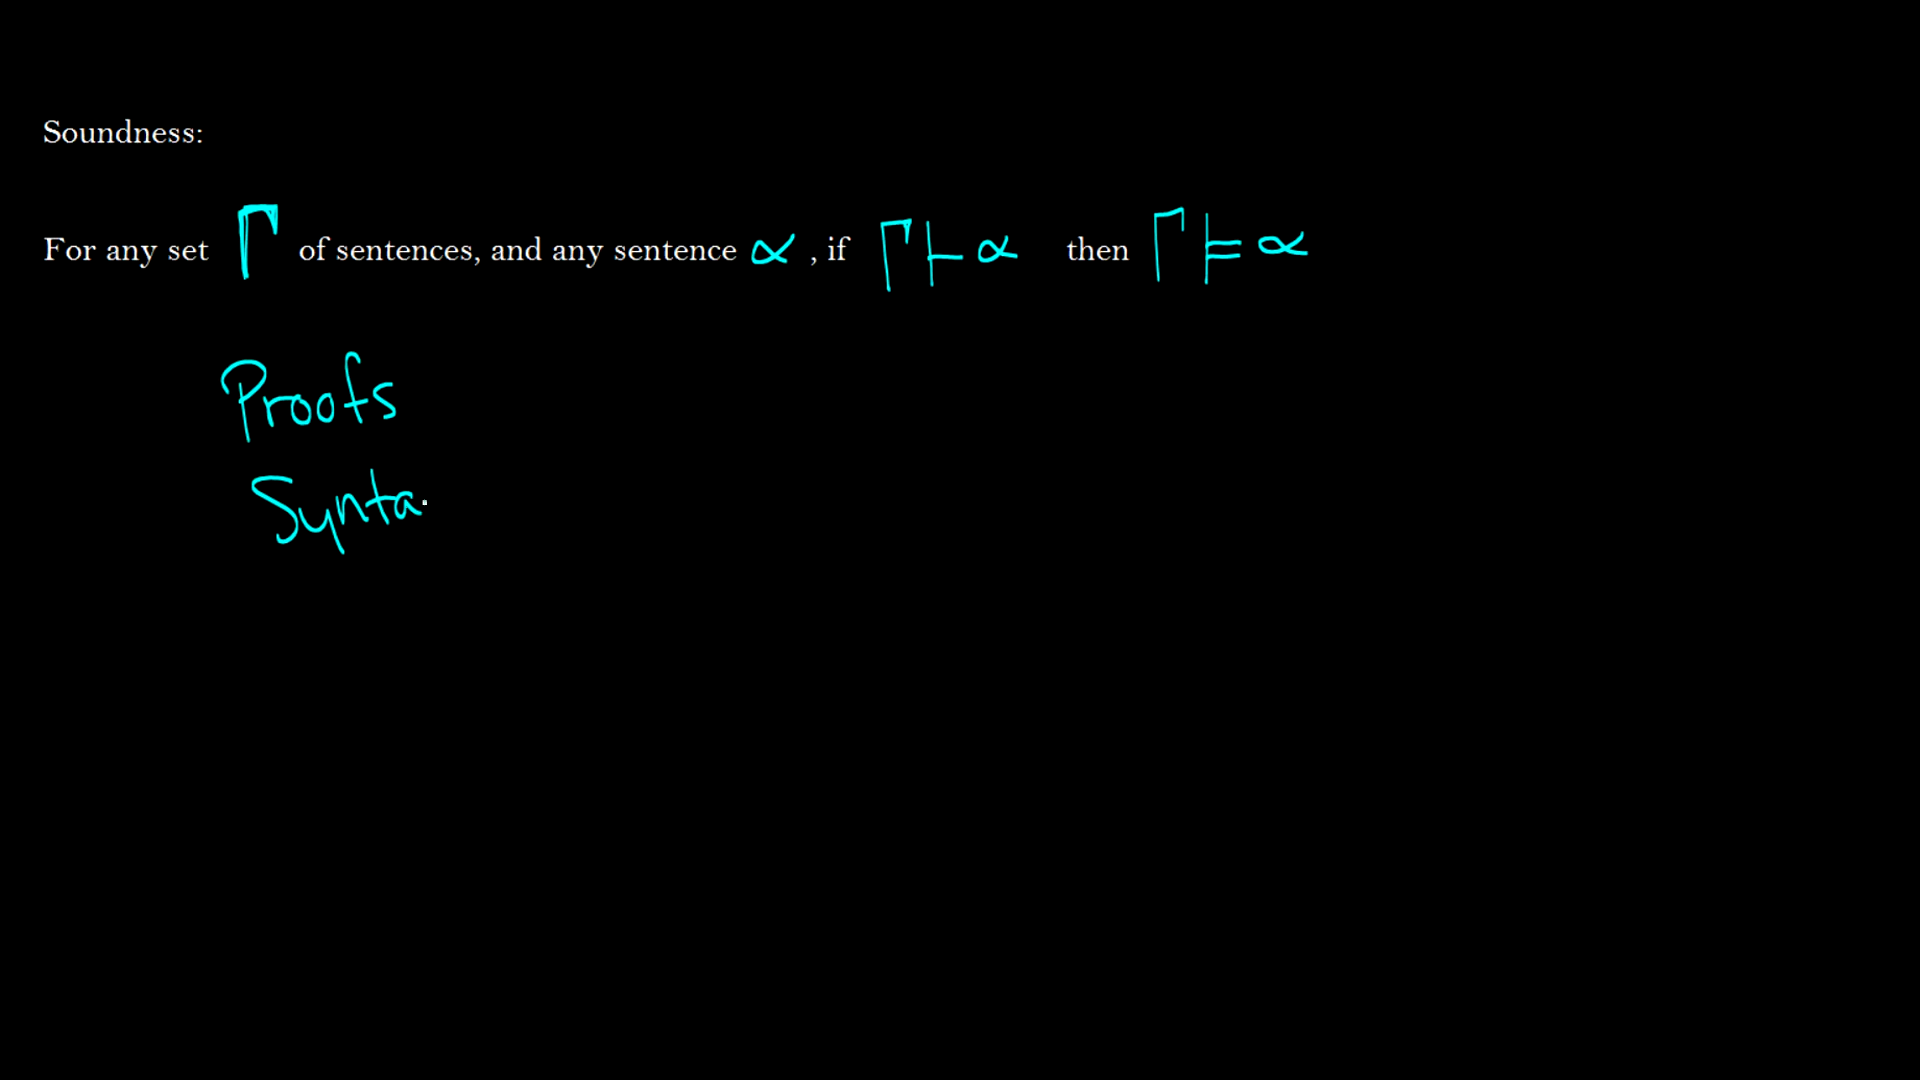 Soundness:
For any set Γ of sentences, and any sentence α , if Γ ⊢ α then Γ ⊨ α
Proofs
Synta